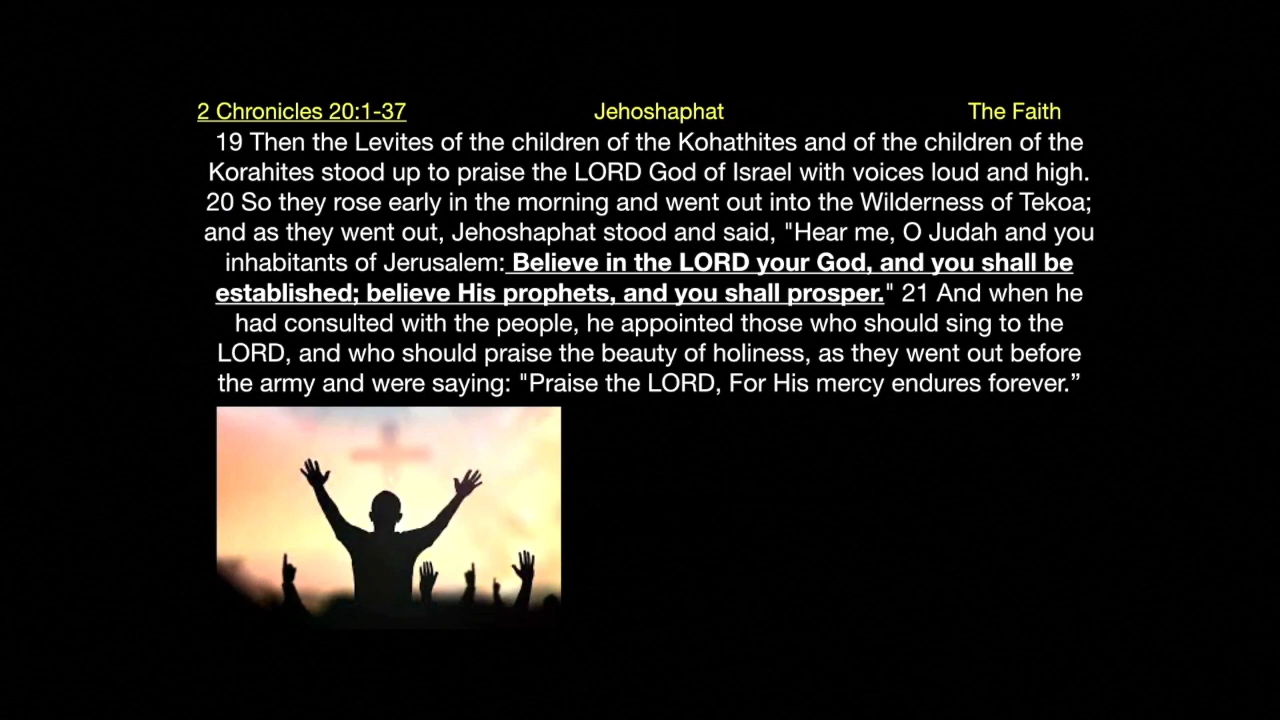 2 Chronicles 20:1-37 Jehoshaphat The Faith
19 Then the Levites of the children of the Kohathites and of the children of the
Korahites stood up to praise the LORD God of Israel with voices loud and high.
20 So they rose early in the morning and went out into the Wilderness of Tekoa;
and as they went out, Jehoshaphat stood and said, "Hear me, O Judah and you
inhabitants of Jerusalem: Believe in the LORD your God, and you shall be
established; believe His prophets, and you shall prosper." 21 And when he
had consulted with the people, he appointed those who should sing to the
LORD, and who should praise the beauty of holiness, as they went out before
the army and were saying: "Praise the LORD, For His mercy endures forever.”